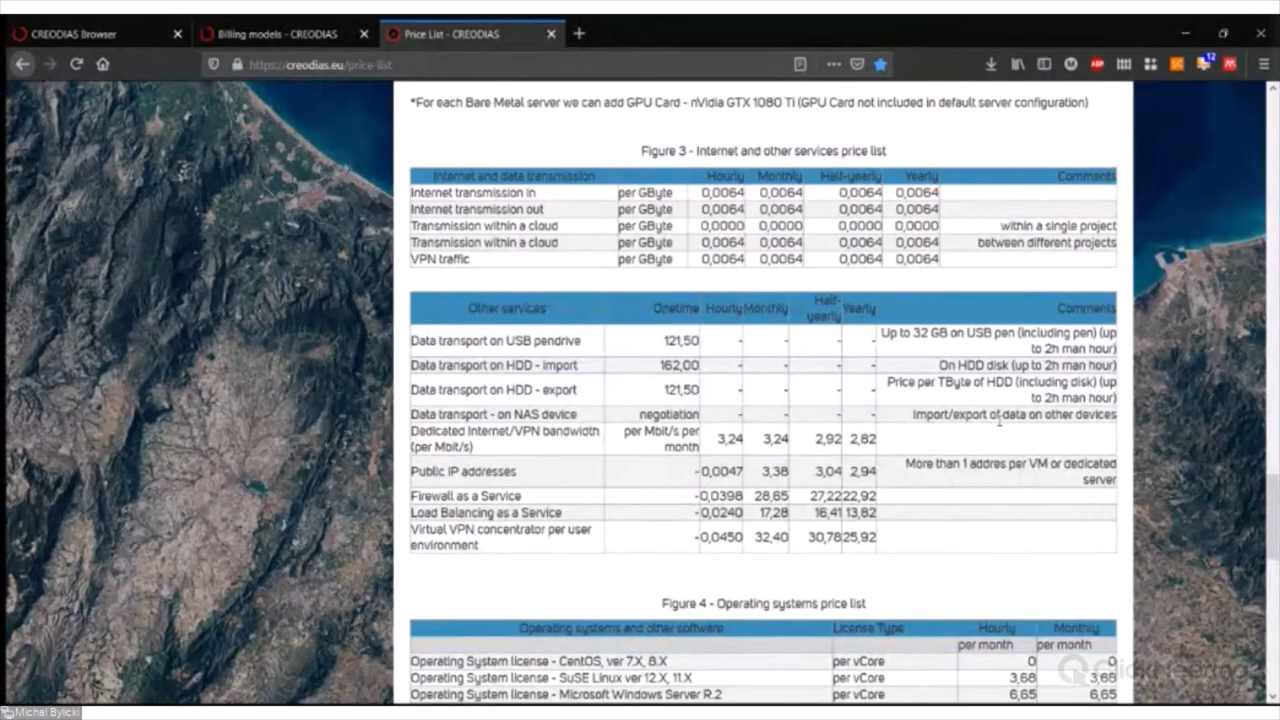 CREODIAS Browser
Billing models - CREODIAS
Price List - CREODIAS
https://creodias.eu/price-list
ABP
12
*For each Bare Metal server we can add GPU Card - nVidia GTX 1080 Ti (GPU Card not included in default server configuration)
Figure 3 - Internet and other services price list
Internet and data transmission Hourly Monthly Half-yearly Yearly Comments
Internet transmission in per GByte 0,0064 0,0064 0,0064 0,0064
Internet transmission out per GByte 0,0064 0,0064 0,0064 0,0064
Transmission within a cloud per GByte 0,0000 0,0000 0,0000 0,0000 within a single project
Transmission within a cloud per GByte 0,0064 0,0064 0,0064 0,0064 between different projects
VPN traffic per GByte 0,0064 0,0064 0,0064 0,0064
Other services Onetime Hourly Monthly Half-yearly Yearly Comments
Data transport on USB pendrive 121,50 - - - - Up to 32 GB on USB pen (including pen) (up
to 2h man hour)
Data transport on HDD - import 162,00 - - - - On HDD disk (up to 2h man hour)
Data transport on HDD - export 121,50 - - - - Price per TByte of HDD (including disk) (up
to 2h man hour)
Data transport - on NAS device negotiation - - - - Import/export of data on other devices
Dedicated Internet/VPN bandwidth per Mbit/s per
(per Mbit/s) month 3,24 3,24 2,92 2,82
Public IP addresses - 0,0047 3,38 3,04 2,94 More than 1 addres per VM or dedicated
server
Firewall as a Service - 0,0398 28,65 27,22 22,92
Load Balancing as a Service - 0,0240 17,28 16,41 13,82
Virtual VPN concentrator per user
environment - 0,0450 32,40 30,78 25,92
Figure 4 - Operating systems price list
Operating systems and other software License Type Hourly Monthly
per month per month
Operating System license - CentOS, ver 7.X, 8.X per vCore 0 0
Operating System license - SuSE Linux ver 12.X, 11.X per vCore 3,68 3,68
Operating System license - Microsoft Windows Server R.2 per vCore 6,65 6,65
Michał Bylicki